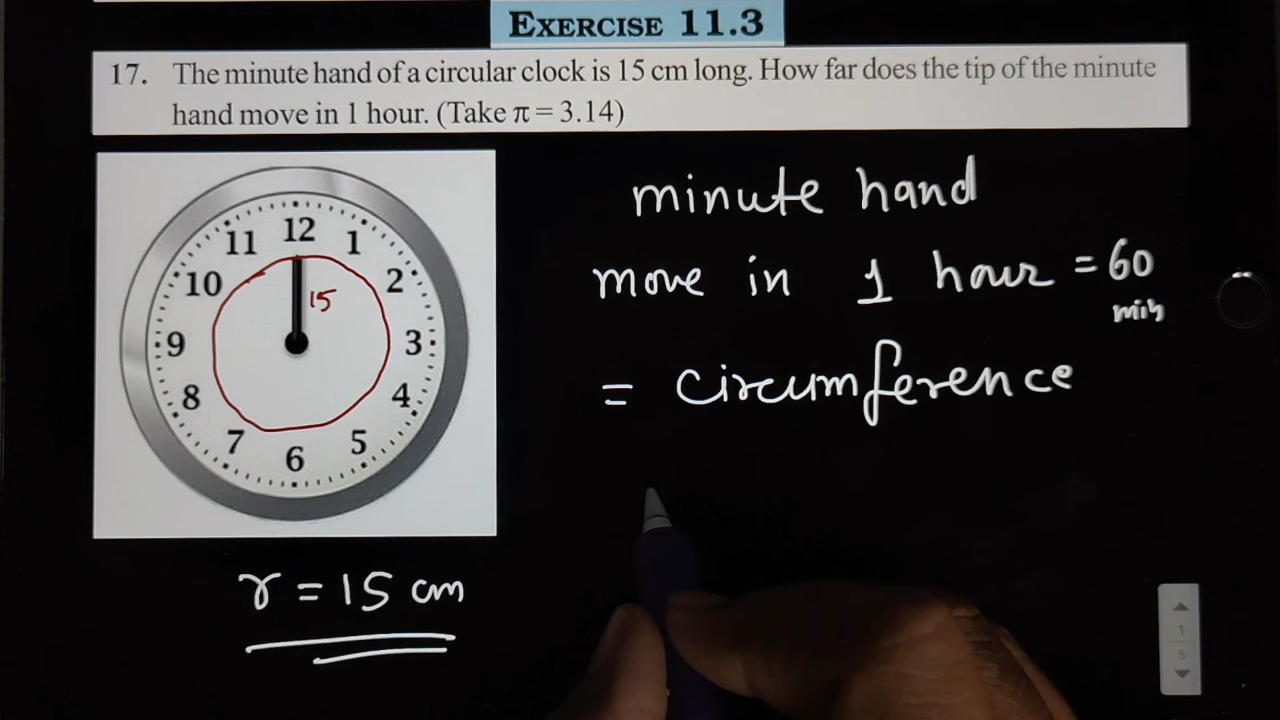 EXERCISE 11.3
17. The minute hand of a circular clock is 15 cm long. How far does the tip of the minute
hand move in 1 hour. (Take π = 3.14)
12
11 1
10 2
15
9 3
8 4
7 5
6
minute hand
move in 1 hour = 60
min
= circumference
r = 15 cm
1
5